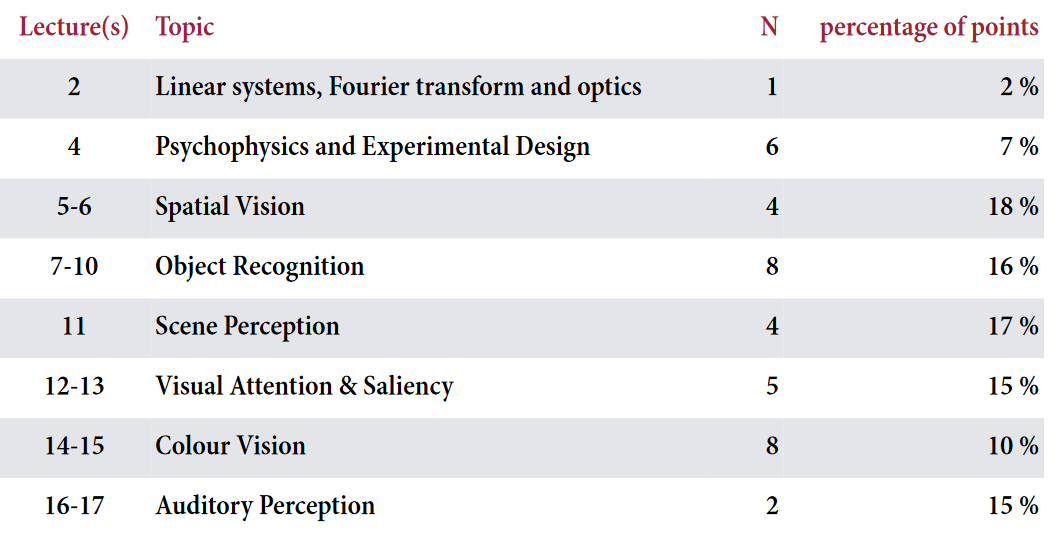 Lecture(s) Topic N percentage of points
2 Linear systems, Fourier transform and optics 1 2 %
4 Psychophysics and Experimental Design 6 7 %
5-6 Spatial Vision 4 18 %
7-10 Object Recognition 8 16 %
11 Scene Perception 4 17 %
12-13 Visual Attention & Saliency 5 15 %
14-15 Colour Vision 8 10 %
16-17 Auditory Perception 2 15 %